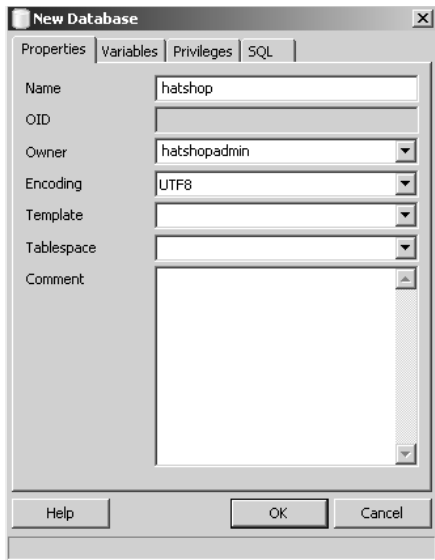 New Database
Properties Variables Privileges SQL
Name hatshop
OID
Owner hatshopadmin
Encoding UTF8
Template
Tablespace
Comment
Help OK Cancel